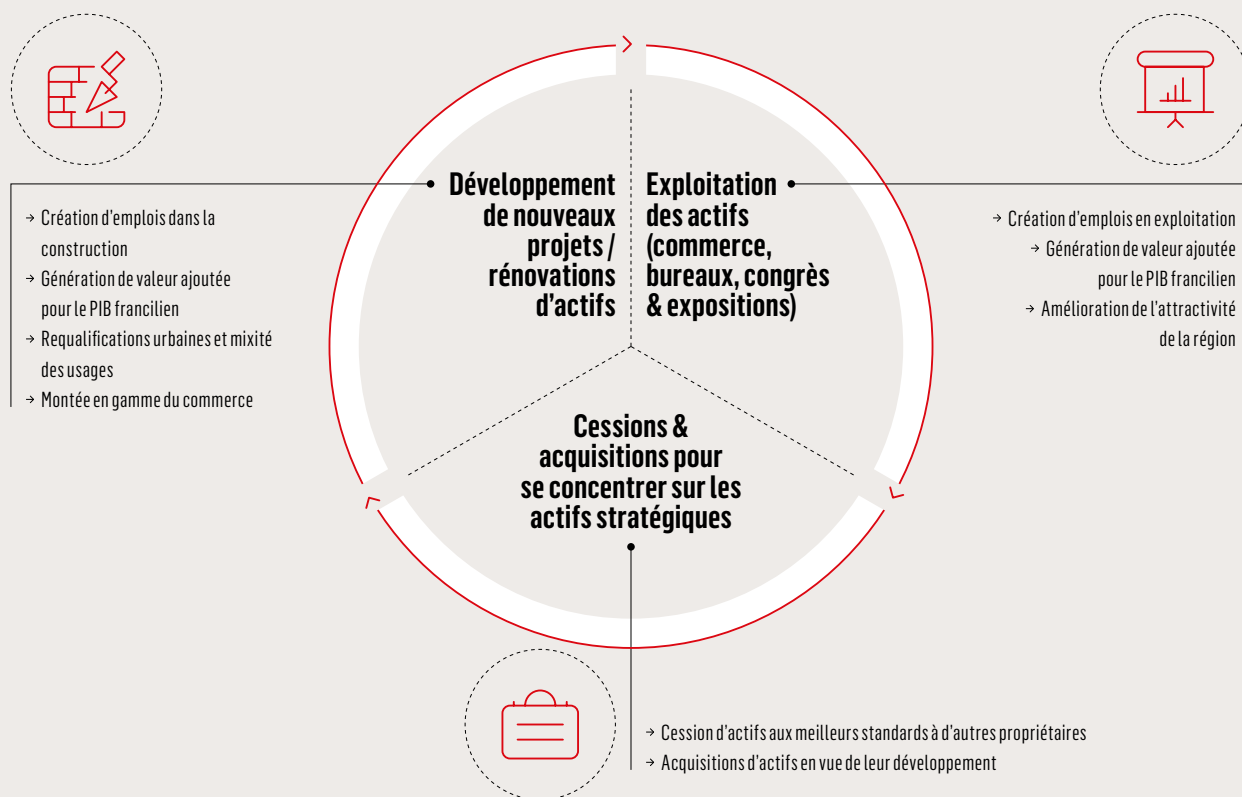 Développement
de nouveaux
projets /
rénovations
d'actifs
→ Création d'emplois dans la
construction
→ Génération de valeur ajoutée
pour le PIB francilien
→ Requalifications urbaines et mixité
des usages
→ Montée en gamme du commerce
Exploitation
des actifs
(commerce,
bureaux, congrès
& expositions)
→ Création d'emplois en exploitation
→ Génération de valeur ajoutée
pour le PIB francilien
→ Amélioration de l'attractivité
de la région
Cessions &
acquisitions pour
se concentrer sur les
actifs stratégiques
→ Cession d'actifs aux meilleurs standards à d'autres propriétaires
→ Acquisitions d'actifs en vue de leur développement